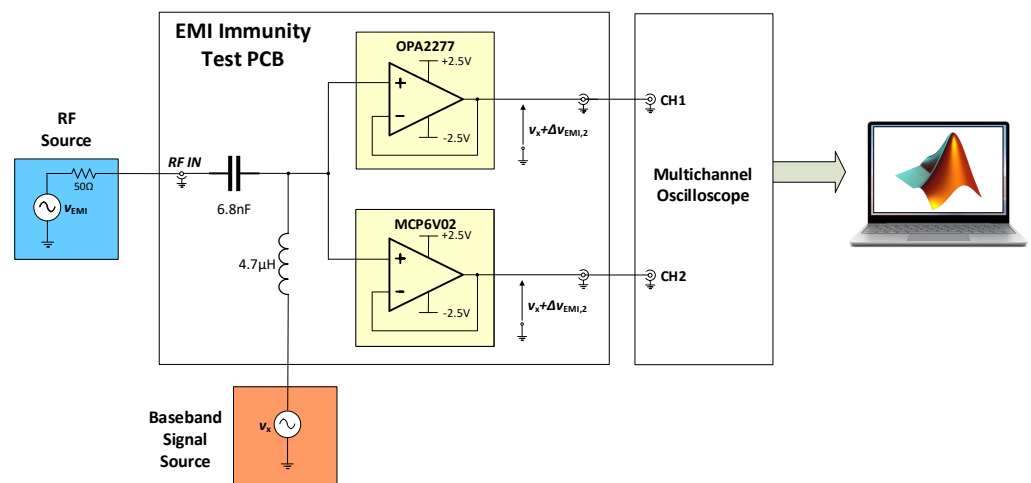 EMI Immunity
Test PCB
OPA2277
+2.5V
+
−
-2.5V
CH1
vx+ΔvEMI,2
RF
Source
50Ω
vEMI
RF IN
6.8nF
4.7µH
MCP6V02
+2.5V
+
−
-2.5V
CH2
vx+ΔvEMI,2
Multichannel
Oscilloscope
Baseband
Signal
Source
vx